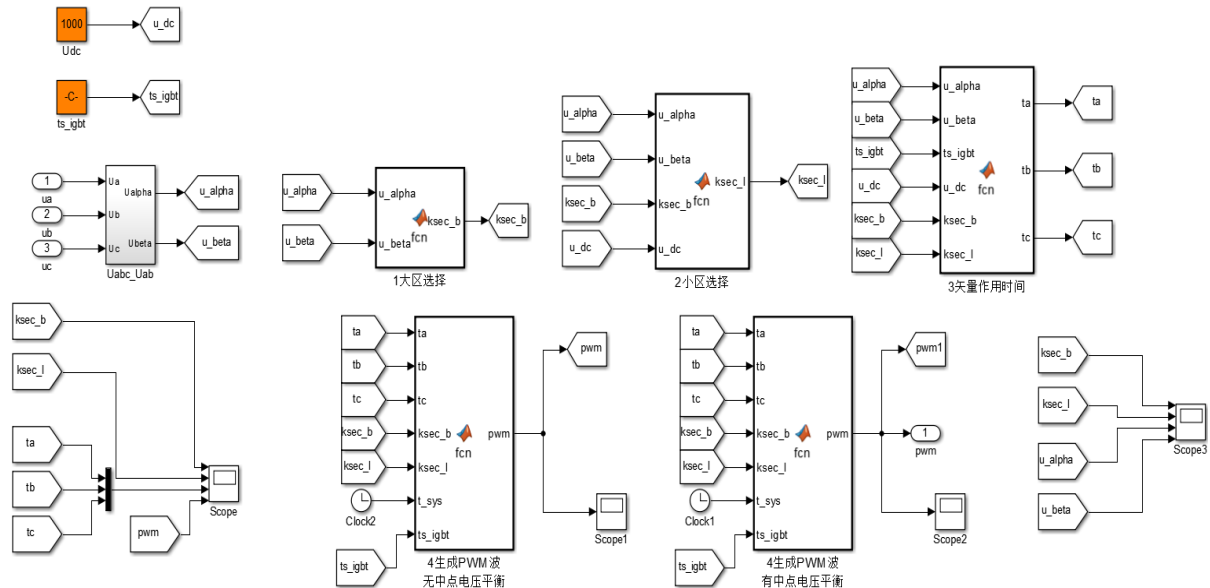 1000
u_dc
Udc
-C-
ts_igbt
ts_igbt
1
ua
2
ub
3
uc
Ua
Ub
Uc
Ualpha
Ubeta
Uabc_Uab
u_alpha
u_beta
u_alpha
u_beta
u_alpha
u_beta
fcn
ksec_b
ksec_b
1大区选择
u_alpha
u_beta
ksec_b
u_dc
u_alpha
u_beta
ksec_b
u_dc
fcn
ksec_l
ksec_l
2小区选择
u_alpha
u_beta
ts_igbt
u_dc
ksec_b
ksec_l
u_alpha
u_beta
ts_igbt
u_dc
ksec_b
ksec_l
fcn
ta
tb
tc
ta
tb
tc
3矢量作用时间
ksec_b
ksec_l
ta
tb
tc
pwm
Scope
ta
tb
tc
ksec_b
ksec_l
Clock2
ts_igbt
ta
tb
tc
ksec_b
ksec_l
t_sys
ts_igbt
fcn
pwm
pwm
Scope1
4生成PWM波
无中点电压平衡
ta
tb
tc
ksec_b
ksec_l
Clock1
ts_igbt
ta
tb
tc
ksec_b
ksec_l
t_sys
ts_igbt
fcn
pwm
pwm1
1
pwm
Scope2
4生成PWM波
有中点电压平衡
ksec_b
ksec_l
u_alpha
u_beta
Scope3